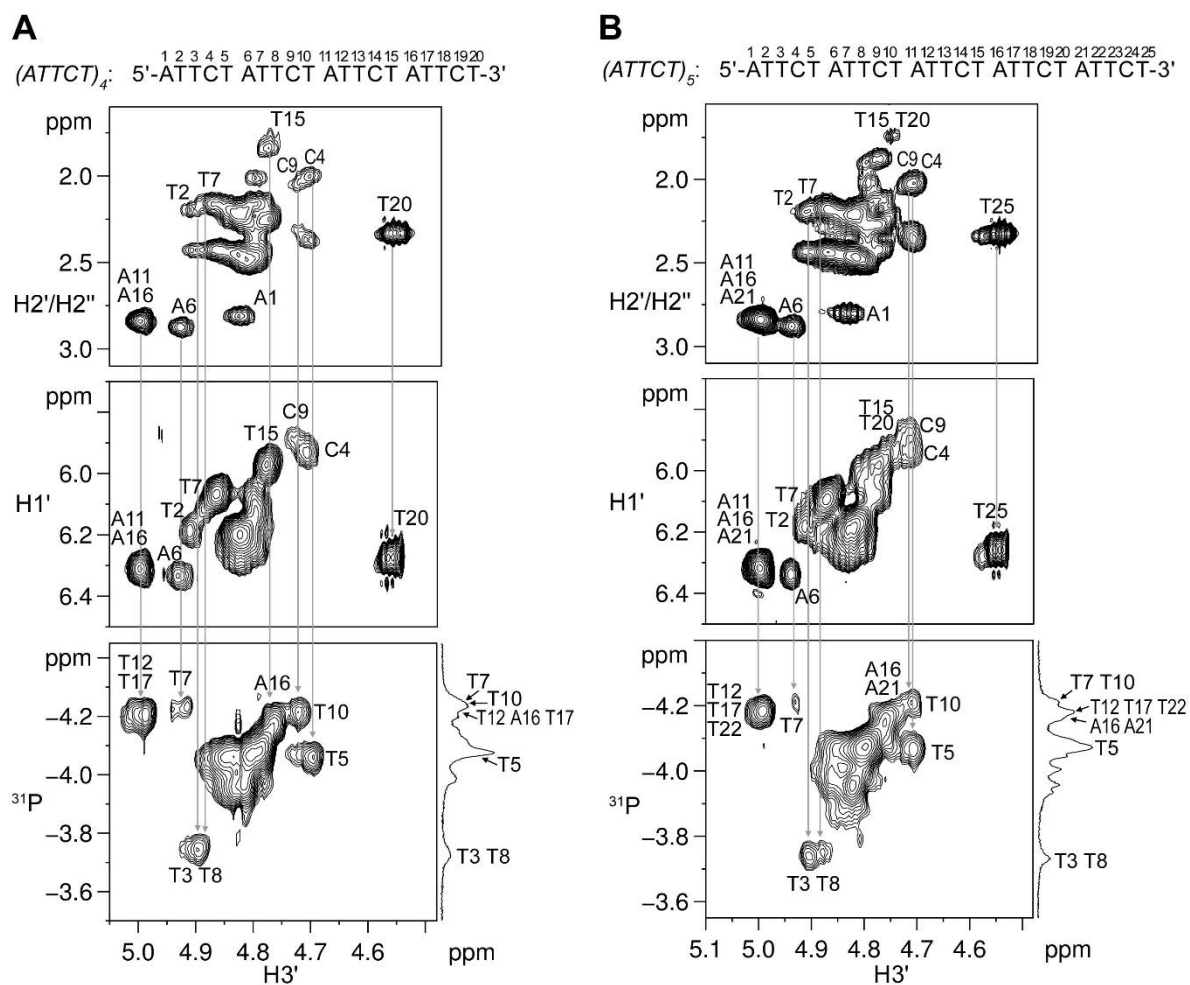 A
1 2 3 4 5 6 7 8 9 10 11 12 13 14 15 16 17 18 19 20
(ATTCT)4: 5'-ATTCT ATTCT ATTCT ATTCT-3'
ppm
2.0
2.5
H2'/H2"
3.0
T15
C9 C4
T7
T2
T20
A11
A16
A6
A1
ppm
6.0
H1'
6.2
6.4
C9
T15
C4
T7
T2
A11
A16
A6
T20
ppm
−4.2
−4.0
31P
−3.8
−3.6
T12
T17
T7
A16
T10
T5
T3 T8
T7
T10
T12 A16 T17
T5
T3 T8
5.0 4.9 4.8 4.7 4.6 ppm
H3'
B
1 2 3 4 5 6 7 8 9 10 11 12 13 14 15 16 17 18 19 20 21 22 23 24 25
(ATTCT)5: 5'-ATTCT ATTCT ATTCT ATTCT ATTCT-3'
ppm
2.0
2.5
H2'/H2"
3.0
T15 T20
C9 C4
T7
T2
T25
A11
A16
A21
A6
A1
ppm
6.0
H1'
6.2
6.4
T15
T20
C9
C4
T7
T2
A11
A16
A21
A6
T25
ppm
−4.2
−4.0
31P
−3.8
−3.6
T12
T17
T22
T7
A16
A21
T10
T5
T3 T8
T7 T10
T12 T17 T22
A16 A21
T5
T3 T8
5.1 5.0 4.9 4.8 4.7 4.6 ppm
H3'